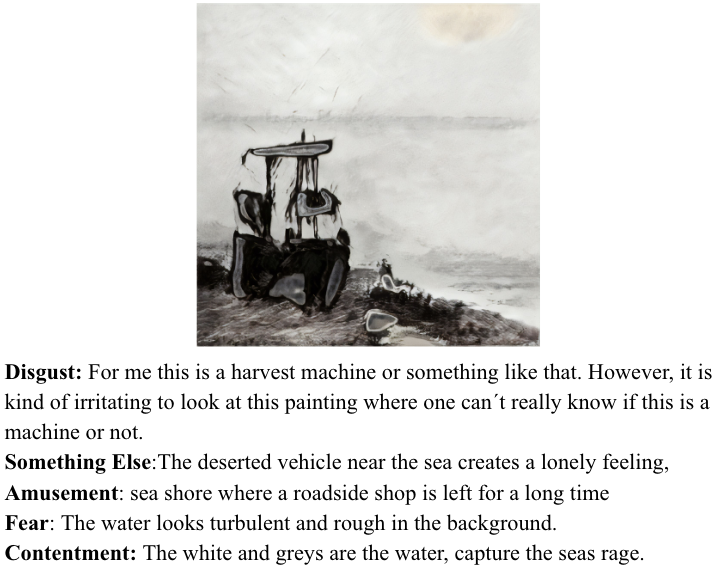 Disgust: For me this is a harvest machine or something like that. However, it is
kind of irritating to look at this painting where one can´t really know if this is a
machine or not.
Something Else:The deserted vehicle near the sea creates a lonely feeling,
Amusement: sea shore where a roadside shop is left for a long time
Fear: The water looks turbulent and rough in the background.
Contentment: The white and greys are the water, capture the seas rage.